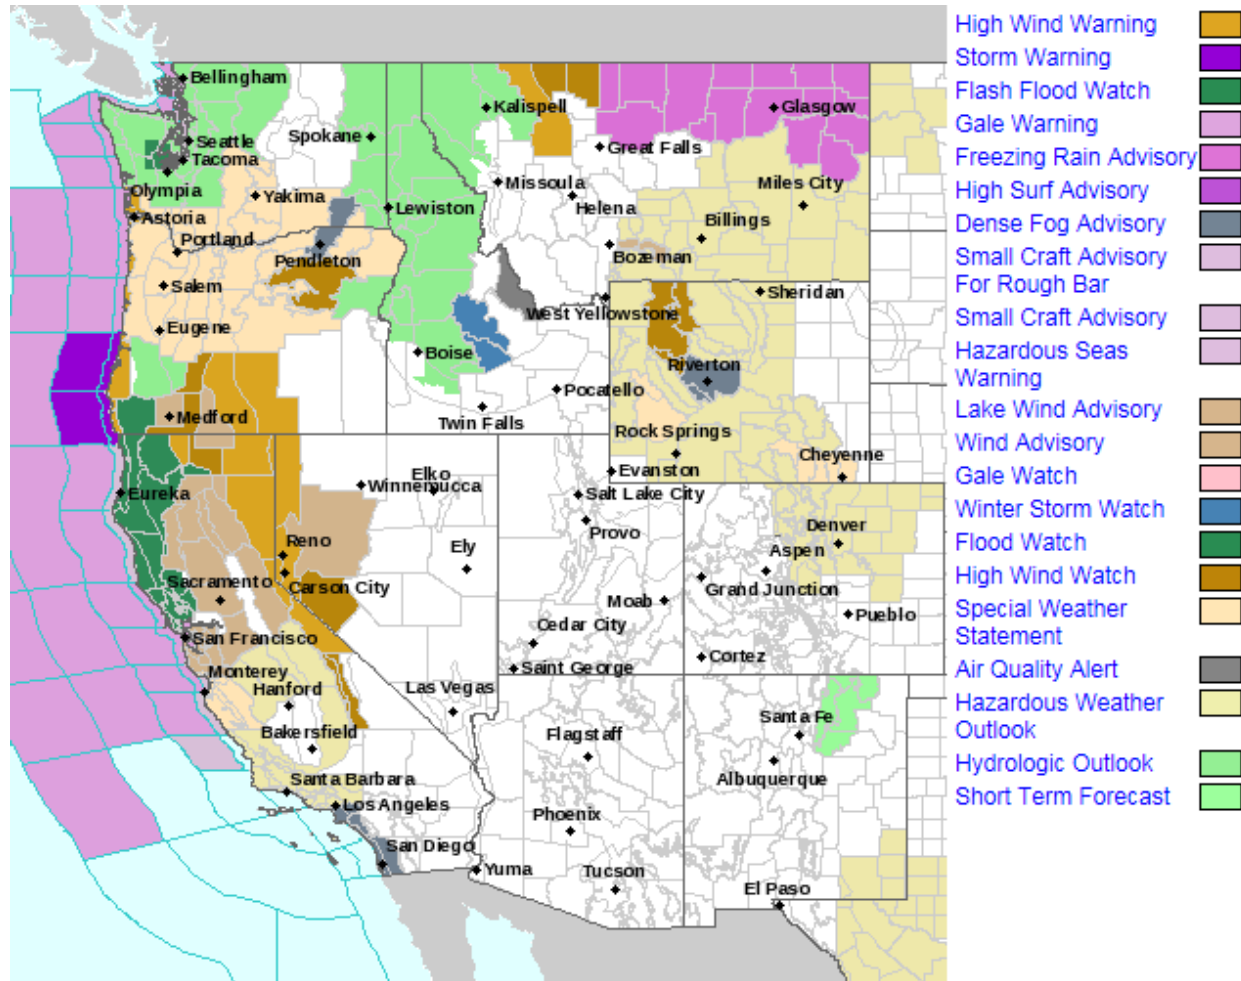 High Wind Warning
Storm Warning
Flash Flood Watch
Gale Warning
Freezing Rain Advisory
High Surf Advisory
Dense Fog Advisory
Small Craft Advisory
For Rough Bar
Small Craft Advisory
Hazardous Seas
Warning
Lake Wind Advisory
Wind Advisory
Gale Watch
Winter Storm Watch
Flood Watch
High Wind Watch
Special Weather
Statement
Air Quality Alert
Hazardous Weather
Outlook
Hydrologic Outlook
Short Term Forecast
Bellingham
Kalispell
Glasgow
Seattle
Spokane
Tacoma
Great Falls
Olympia
Yakima
Missoula
Miles City
Helena
Lewiston
Astoria
Billings
Portland
Pendleton
Bozeman
Salem
Sheridan
West Yellowstone
Eugene
Boise
Riverton
Pocatello
Medford
Twin Falls
Rock Springs
Cheyenne
Evanston
Elko
Winnemucca
Eureka
Salt Lake City
Provo
Denver
Reno
Ely
Aspen
Sacramento
Carson City
Grand Junction
Moab
Pueblo
San Francisco
Cedar City
Cortez
Saint George
Monterey
Hanford
Las Vegas
Santa Fe
Bakersfield
Flagstaff
Albuquerque
Santa Barbara
Los Angeles
Phoenix
San Diego
Yuma
Tucson
El Paso